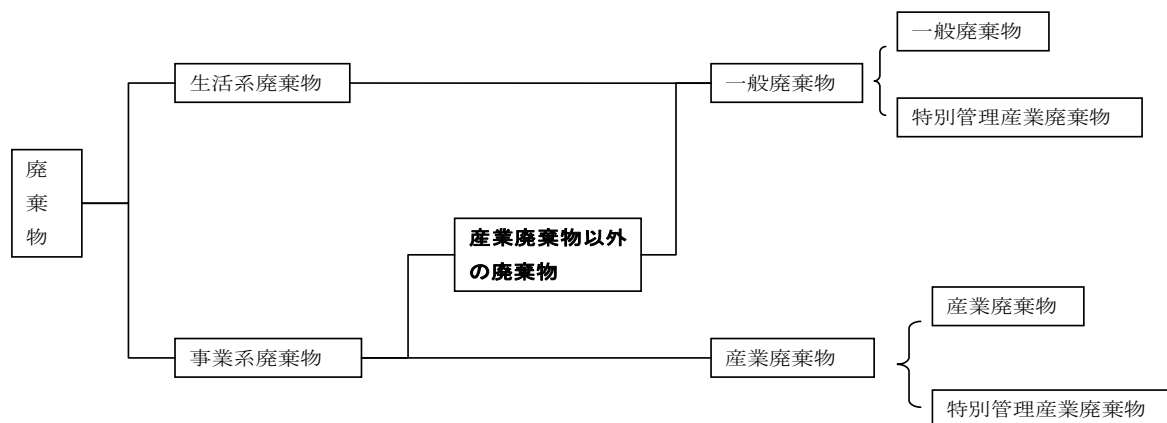 一般廃棄物
生活系廃棄物
一般廃棄物
特別管理産業廃棄物
廃
棄
物
産業廃棄物以外
の廃棄物
産業廃棄物
事業系廃棄物
産業廃棄物
特別管理産業廃棄物